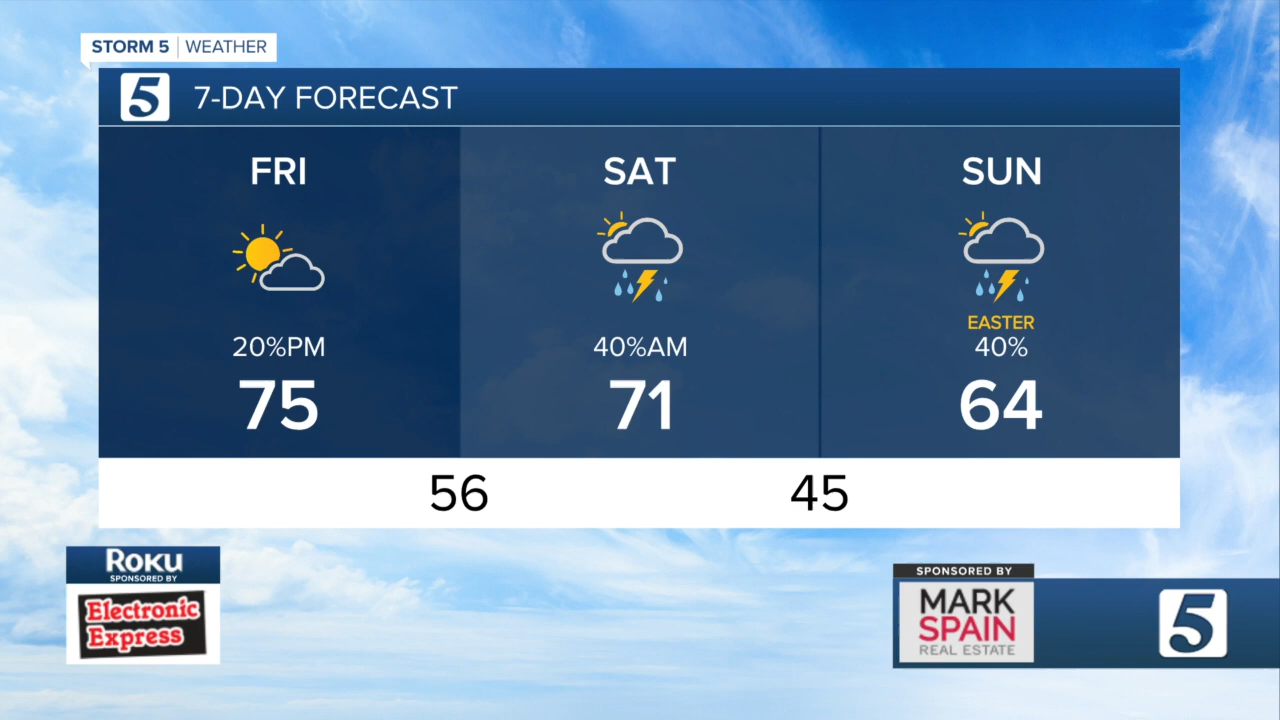 STORM 5 | WEATHER
5 7-DAY FORECAST
FRI
20%PM
75
SAT
40%AM
71
SUN
EASTER
40%
64
56
45
ROKU
SPONSORED BY
Electronic
Express
SPONSORED BY
MARK
SPAIN
REAL ESTATE
5